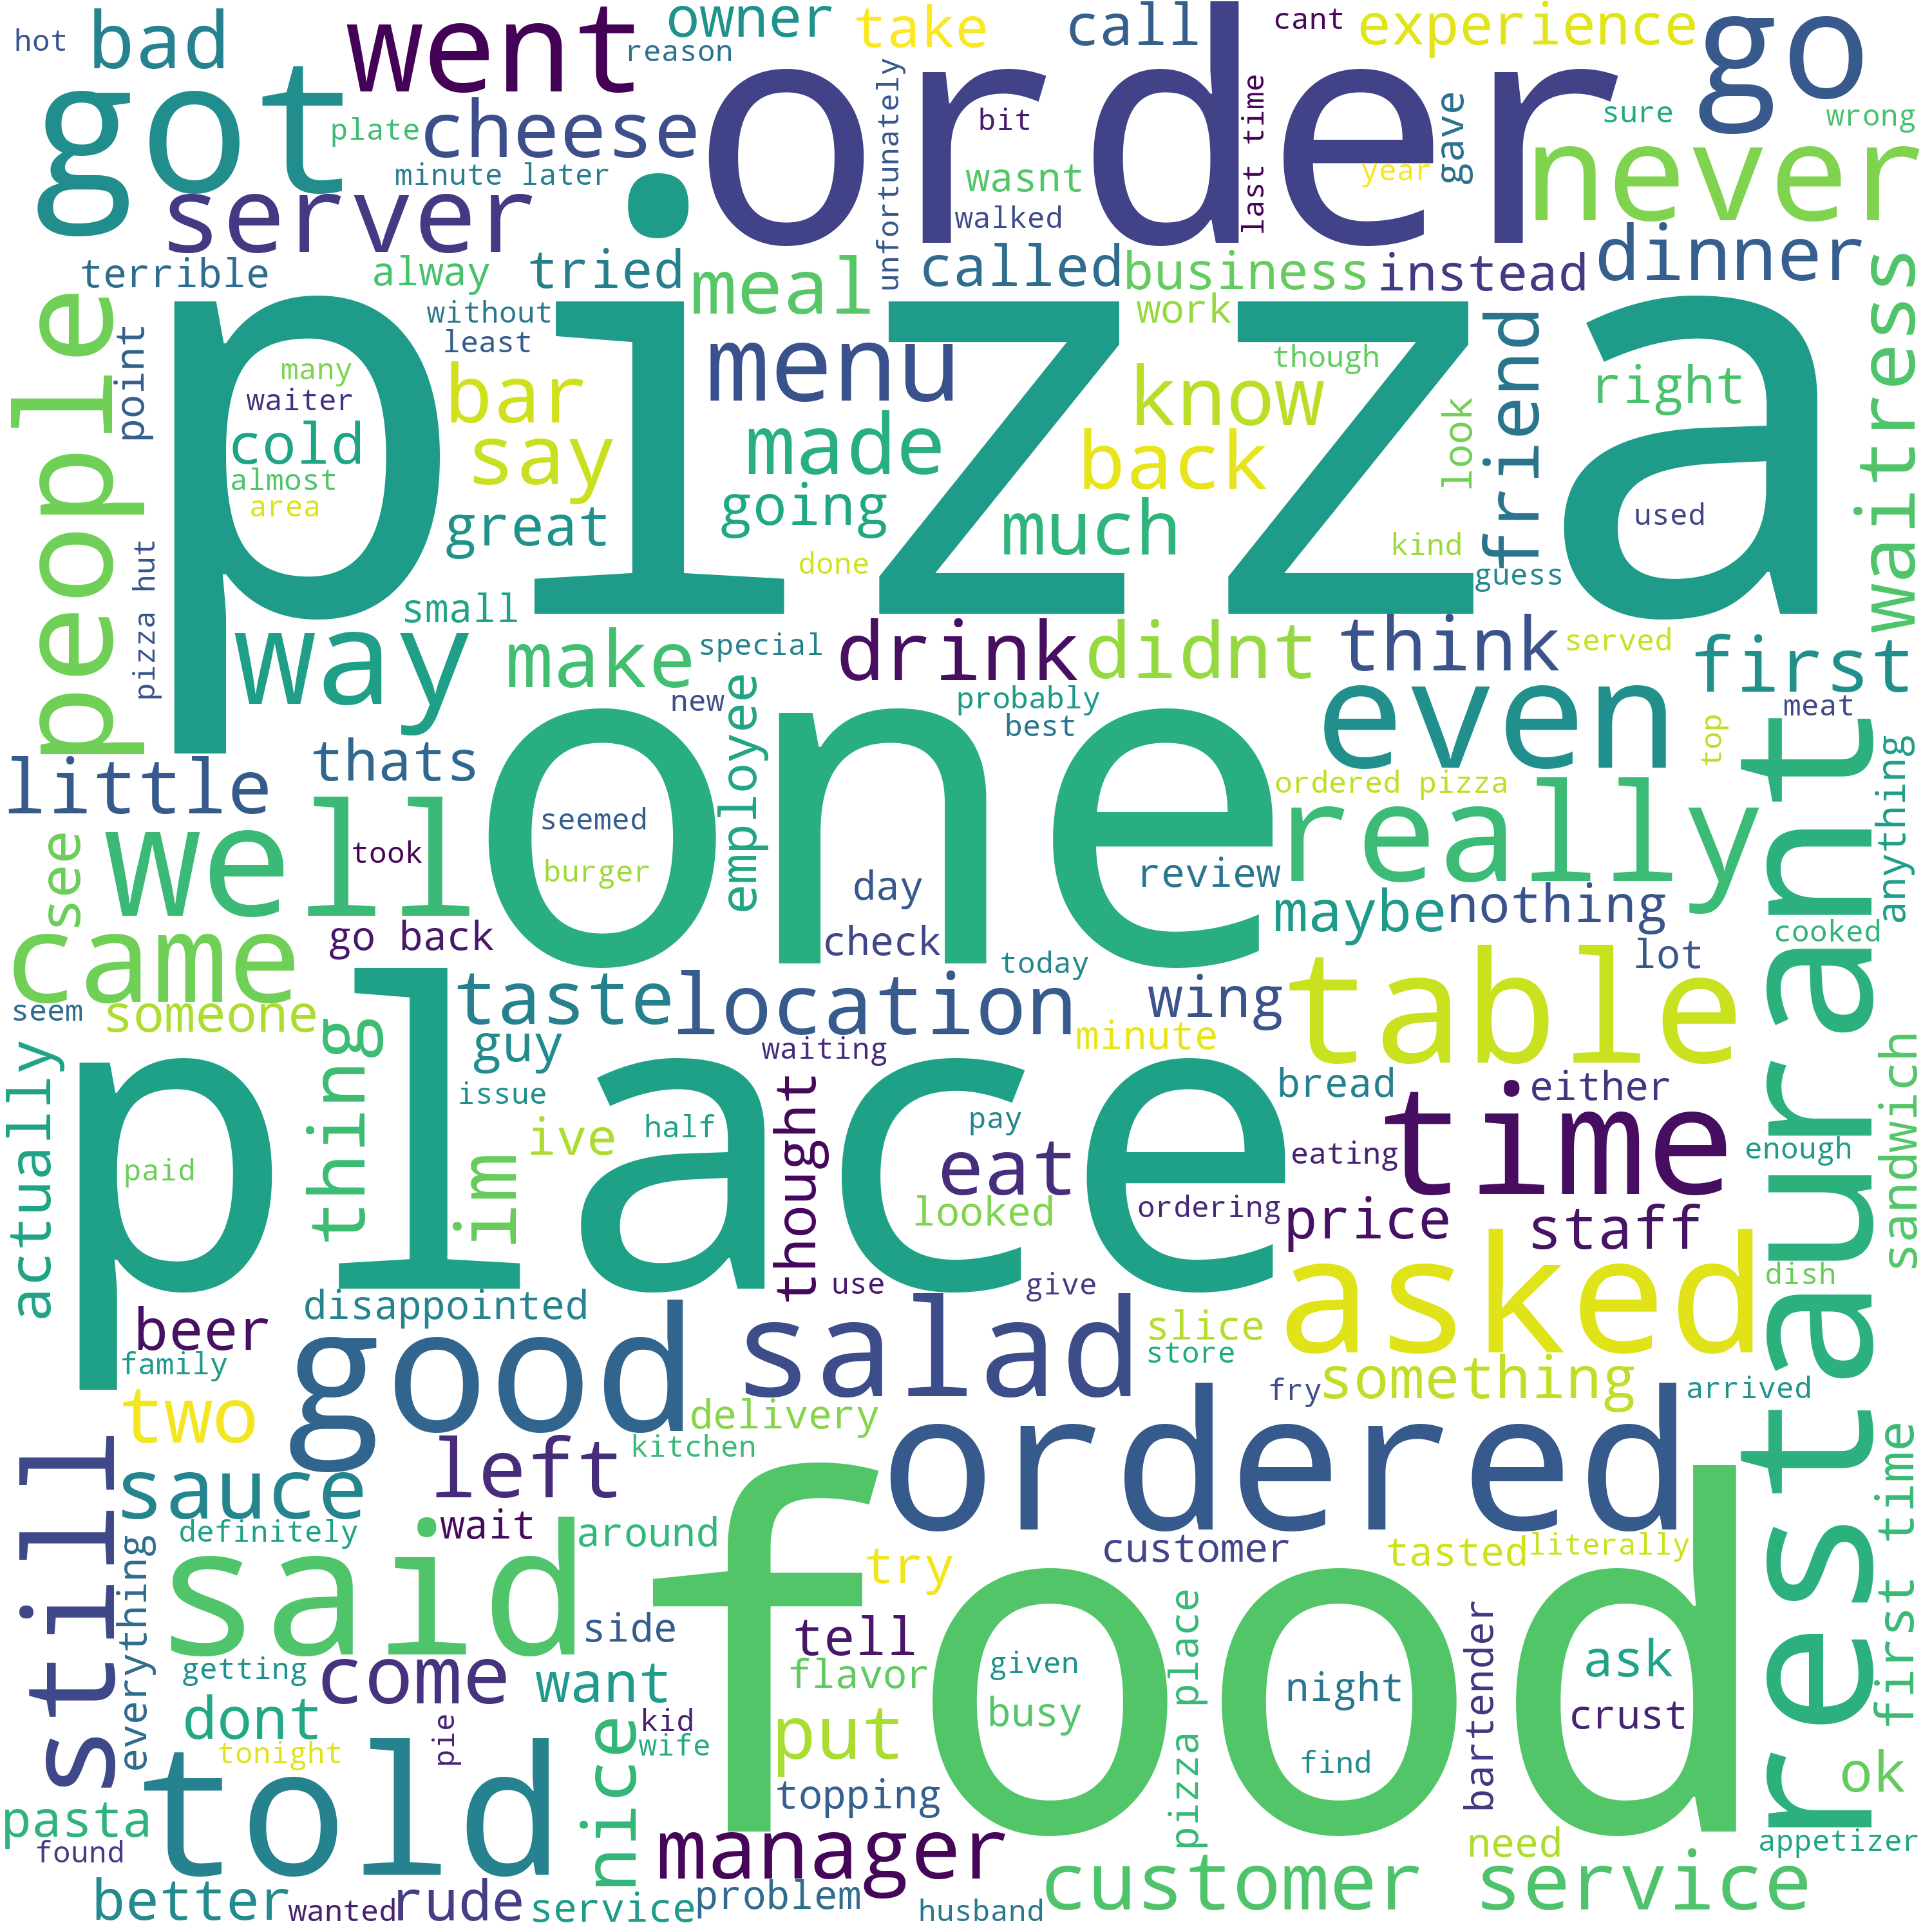 hot
bad
went
reason
owner
take
call
cant
experience
go
got
plate
cheese
order
unfortunately
bit
last time
year
gave
sure
wrong
minute later
server
wasnt
walked
never
terrible
alway
tried
meal
called
business
instead
dinner
people
point
without
least
pizza
menu
work
though
know
friend
right
waitress
many
waiter
cold
almost
area
bar
say
great
made
going
back
much
look
kind
used
guess
done
pizza hut
small
way
make
special
drink
didnt
think
served
first
new
employee
probably
best
even
top
meat
little
thats
one
ordered pizza
anything
see
well
took
seemed
burger
day
check
review
really
maybe
nothing
restaurant
came
go back
today
table
lot
cooked
seem
someone
taste
location
wing
minute
guy
waiting
actually
thing
issue
bread
either
time
place
paid
im
ive
half
thought
pay
eat
looked
ordering
eating
enough
sandwich
price
staff
use
give
dish
beer
disappointed
asked
family
good
salad
slice
store
fry
something
arrived
two
delivery
kitchen
ordered
still
sauce
left
food
first time
definitely
wait
around
customer
tasted
literally
everything
said
try
side
tell
flavor
given
busy
pizza place
night
bartender
ask
crust
getting
come
want
dont
pie
nice
kid
wife
put
find
tonight
told
topping
ok
pasta
found
manager
need
appetizer
better
wanted
rude
service
problem
husband
customer service